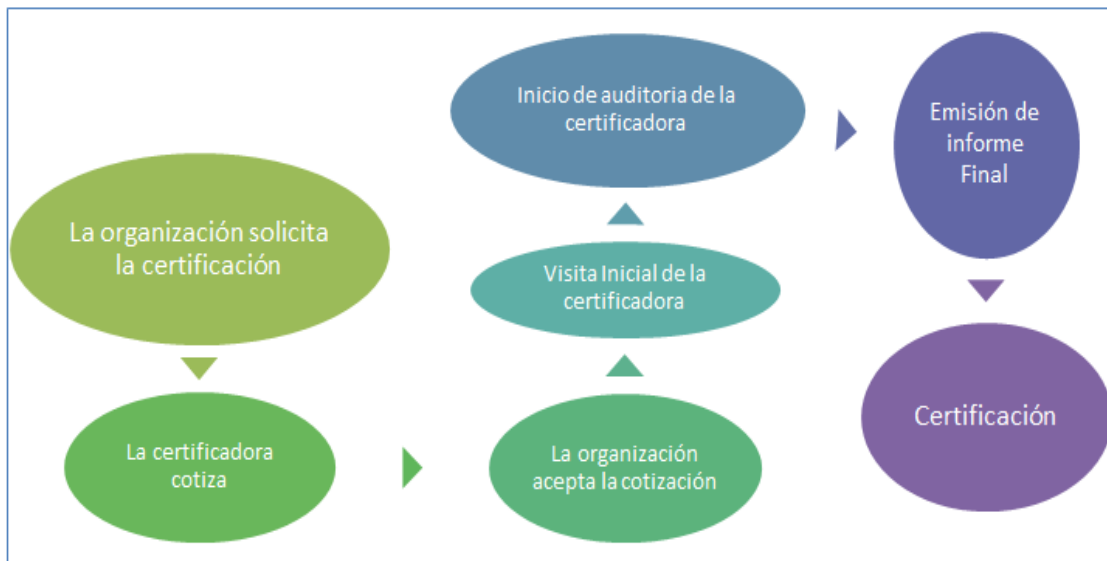 La organización solicita
la certificación
La certificadora
cotiza
La organización
acepta la cotización
Visita Inicial de la
certificadora
Inicio de auditoria de la
certificadora
Emisión de
informe
Final
Certificación